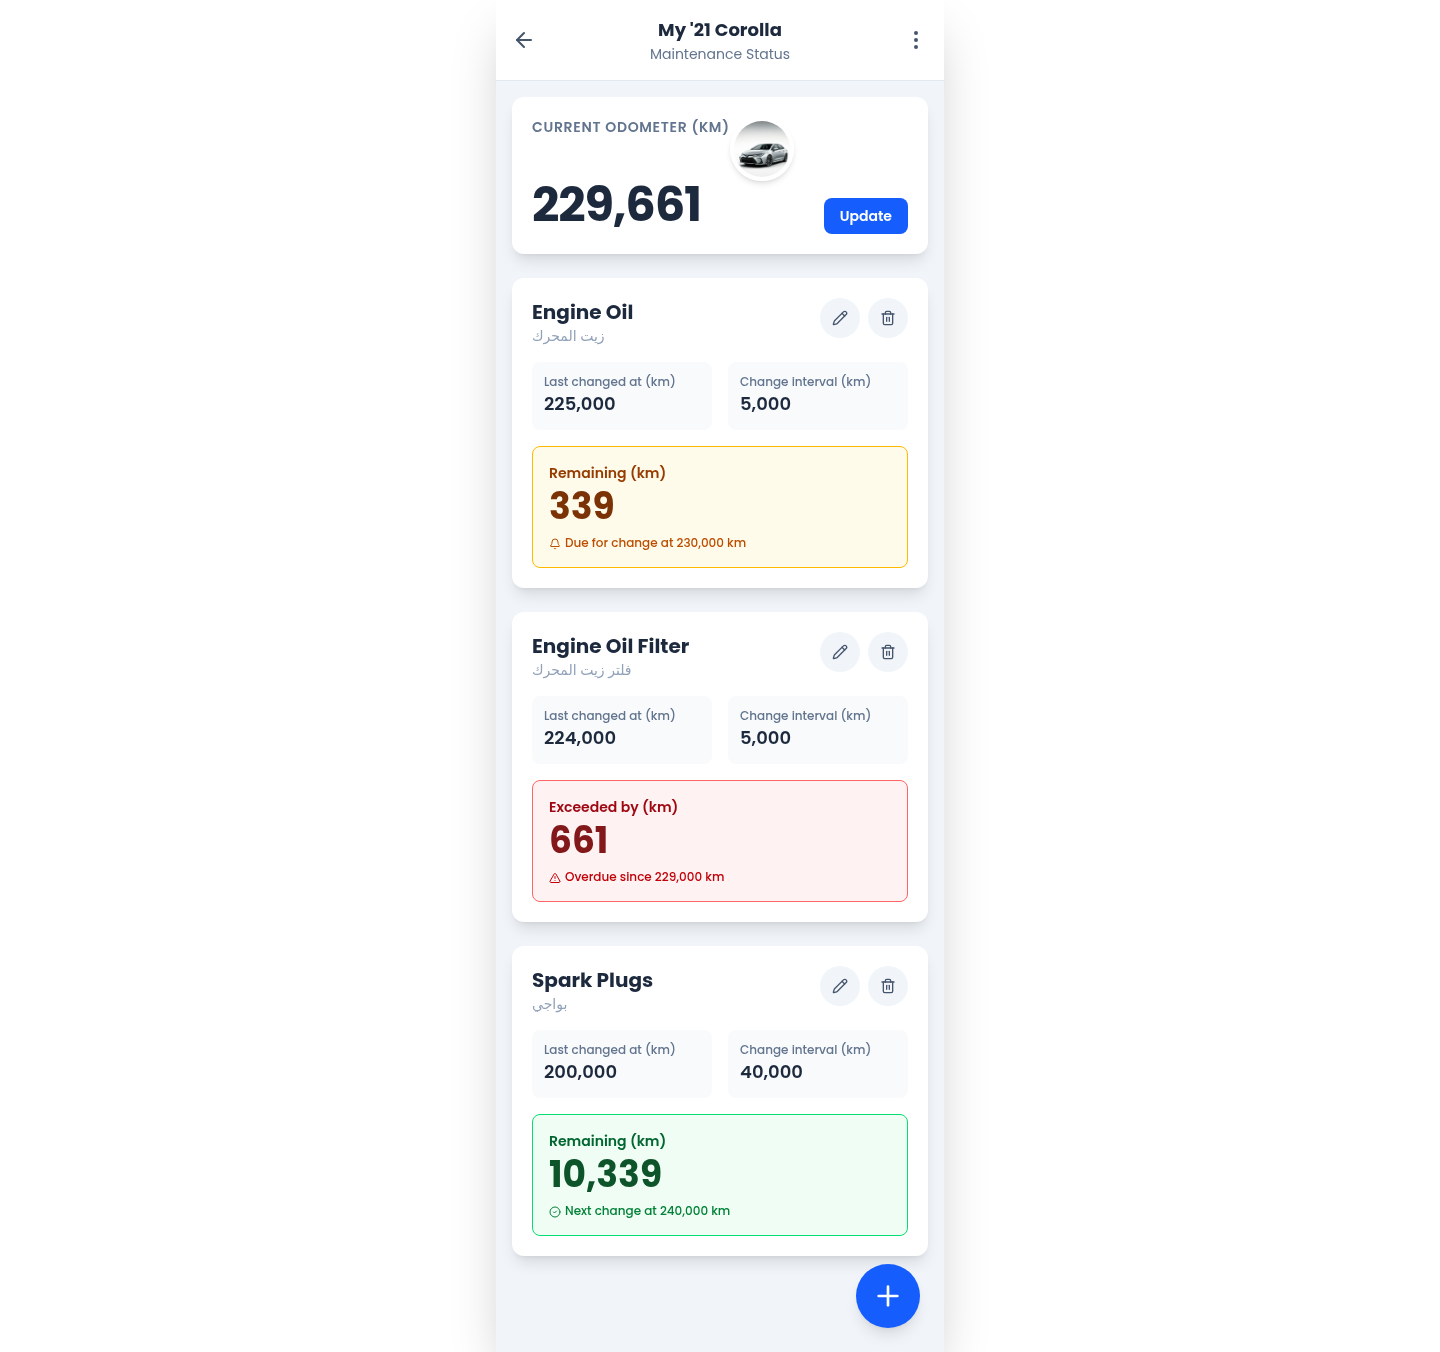 My '21 Corolla
Maintenance Status
CURRENT ODOMETER (KM)
229,661
Update
Engine Oil
زيت المحرك
Last changed at (km)
225,000
Change interval (km)
5,000
Remaining (km)
339
Due for change at 230,000 km
Engine Oil Filter
فلتر زيت المحرك
Last changed at (km)
224,000
Change interval (km)
5,000
Exceeded by (km)
661
Overdue since 229,000 km
Spark Plugs
بواجي
Last changed at (km)
200,000
Change interval (km)
40,000
Remaining (km)
10,339
Next change at 240,000 km